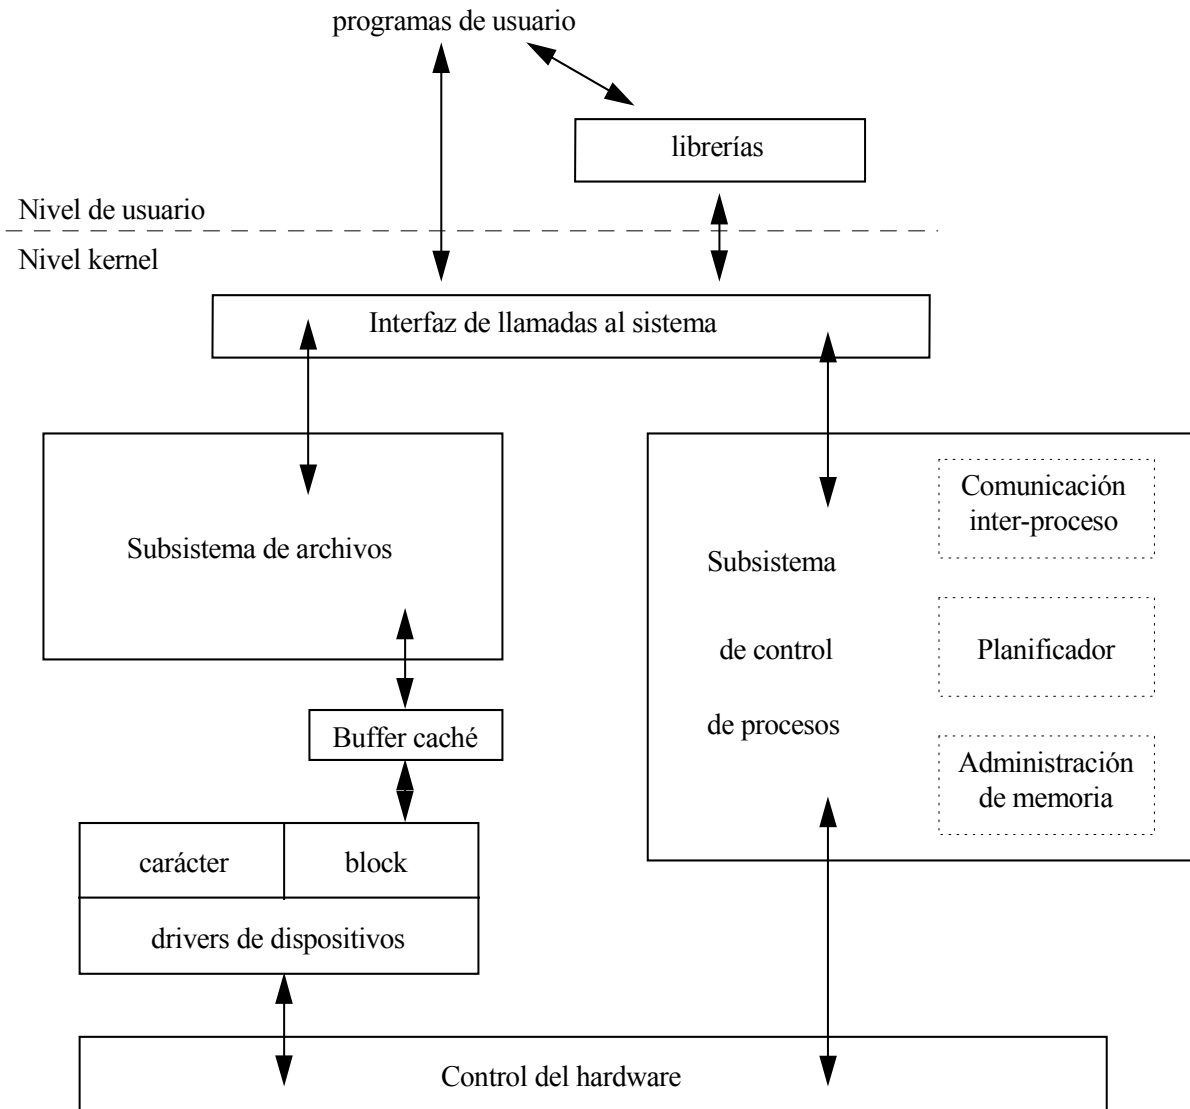 programas de usuario
librerías
Nivel de usuario
Nivel kernel
Interfaz de llamadas al sistema
Subsistema de archivos
Buffer caché
carácter
block
drivers de dispositivos
Subsistema
de control
de procesos
Comunicación
inter-proceso
Planificador
Administración
de memoria
Control del hardware